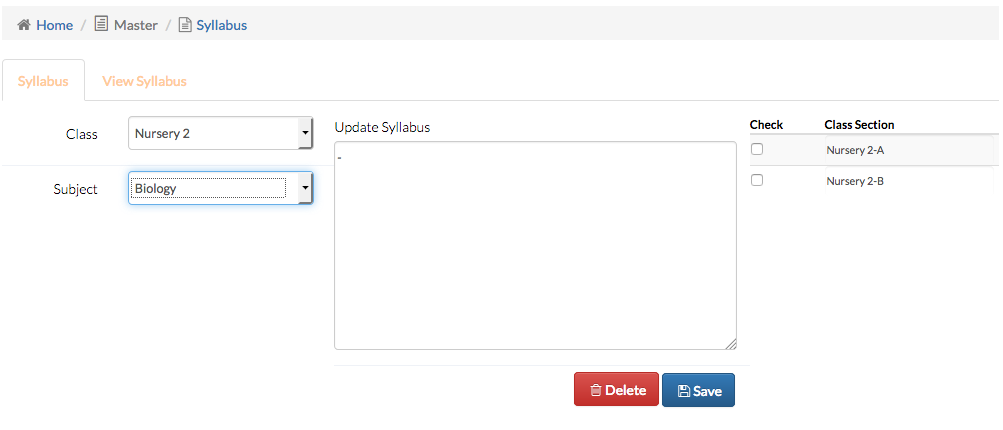 Home / Master / Syllabus
Syllabus View Syllabus
Class Nursery 2
Subject Biology
Update Syllabus
-
Check Class Section
Nursery 2-A
Nursery 2-B
Delete Save